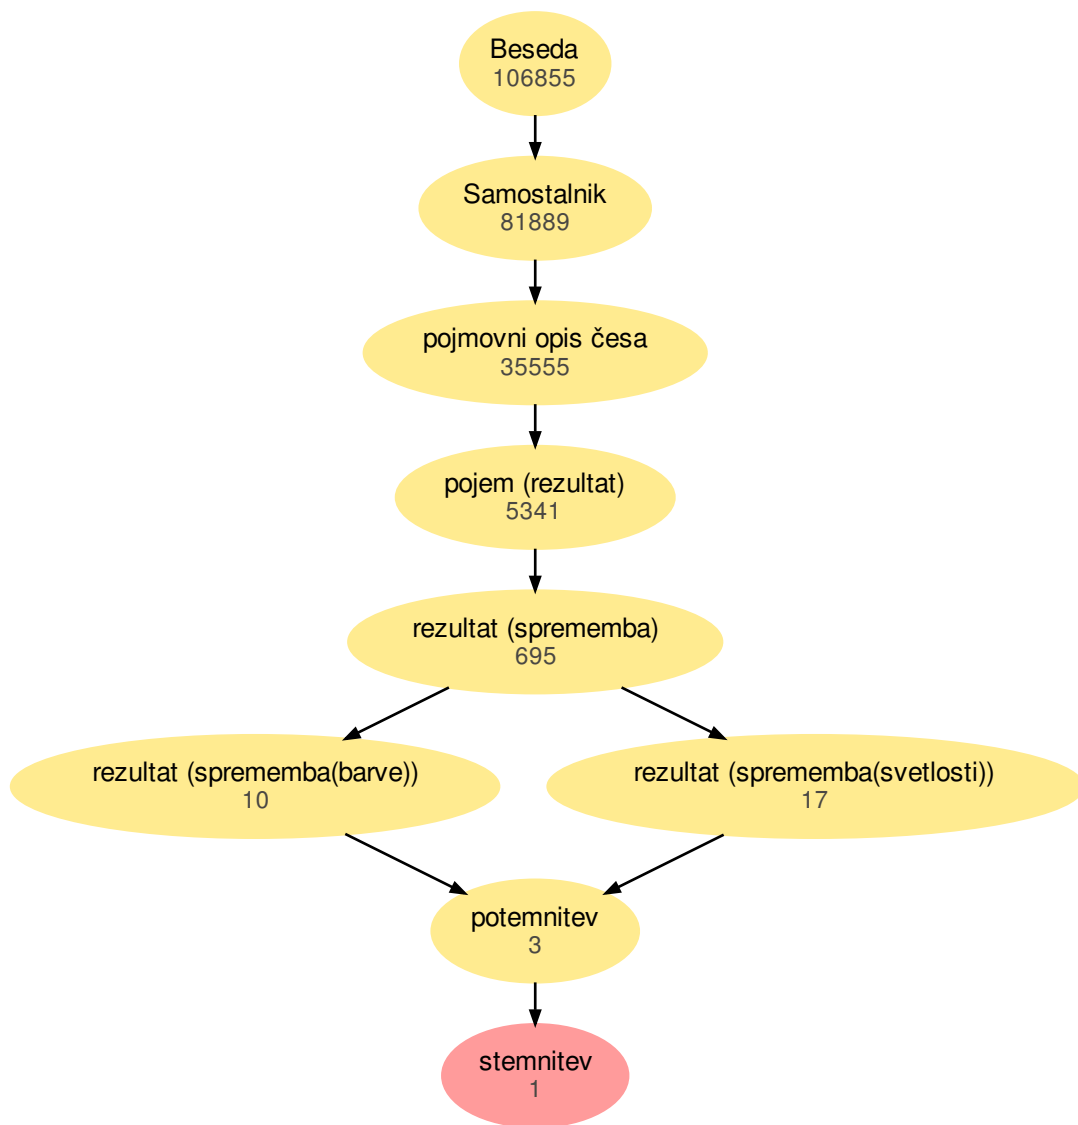 Beseda
106855
Samostalnik
81889
pojmovni opis česa
35555
pojem (rezultat)
5341
rezultat (sprememba)
695
rezultat (sprememba(barve))
10
rezultat (sprememba(svetlosti))
17
potemnitev
3
stemnitev
1